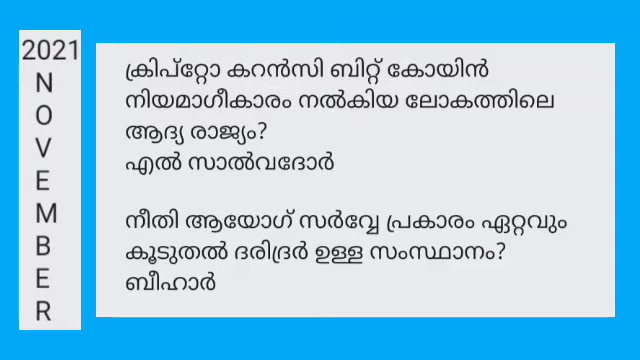 2021
N
O
V
E
M
B
E
R
ക്രിപ്റ്റോ കറൻസി ബിറ്റ് കോയിൻ
നിയമാഗീകാരം നൽകിയ ലോകത്തിലെ
ആദ്യ രാജ്യം?
എൽ സാൽവദോർ
നീതി ആയോഗ് സർവ്വേ പ്രകാരം ഏറ്റവും
കൂടുതൽ ദരിദ്രർ ഉള്ള സംസ്ഥാനം?
ബീഹാർ